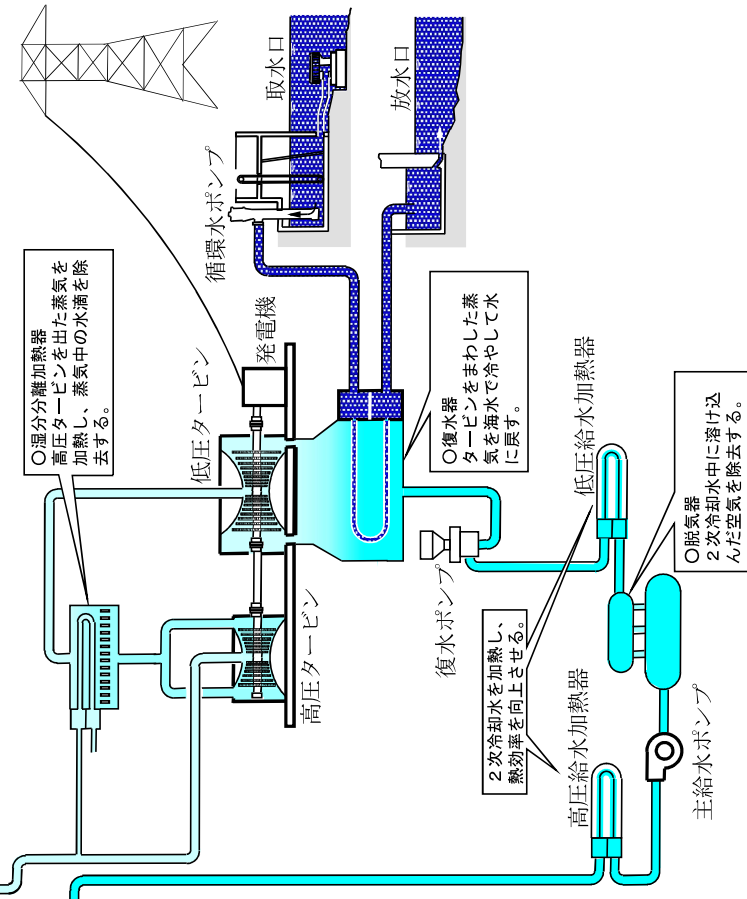 取水口
放水口
循環水ポンプ
○湿分分離加熱器
高圧タービンを出た蒸気を
加熱し、蒸気中の水滴を除
去する。
発電機
低圧タービン
○復水器
タービンをまわした蒸
気を海水で冷やして水
に戻す。
高圧タービン
復水ポンプ
低圧給水加熱器
○脱気器
2次冷却水中に溶け込
んだ空気を除去する。
2次冷却水を加熱し、
熱効率を向上させる。
高圧給水加熱器
主給水ポンプ